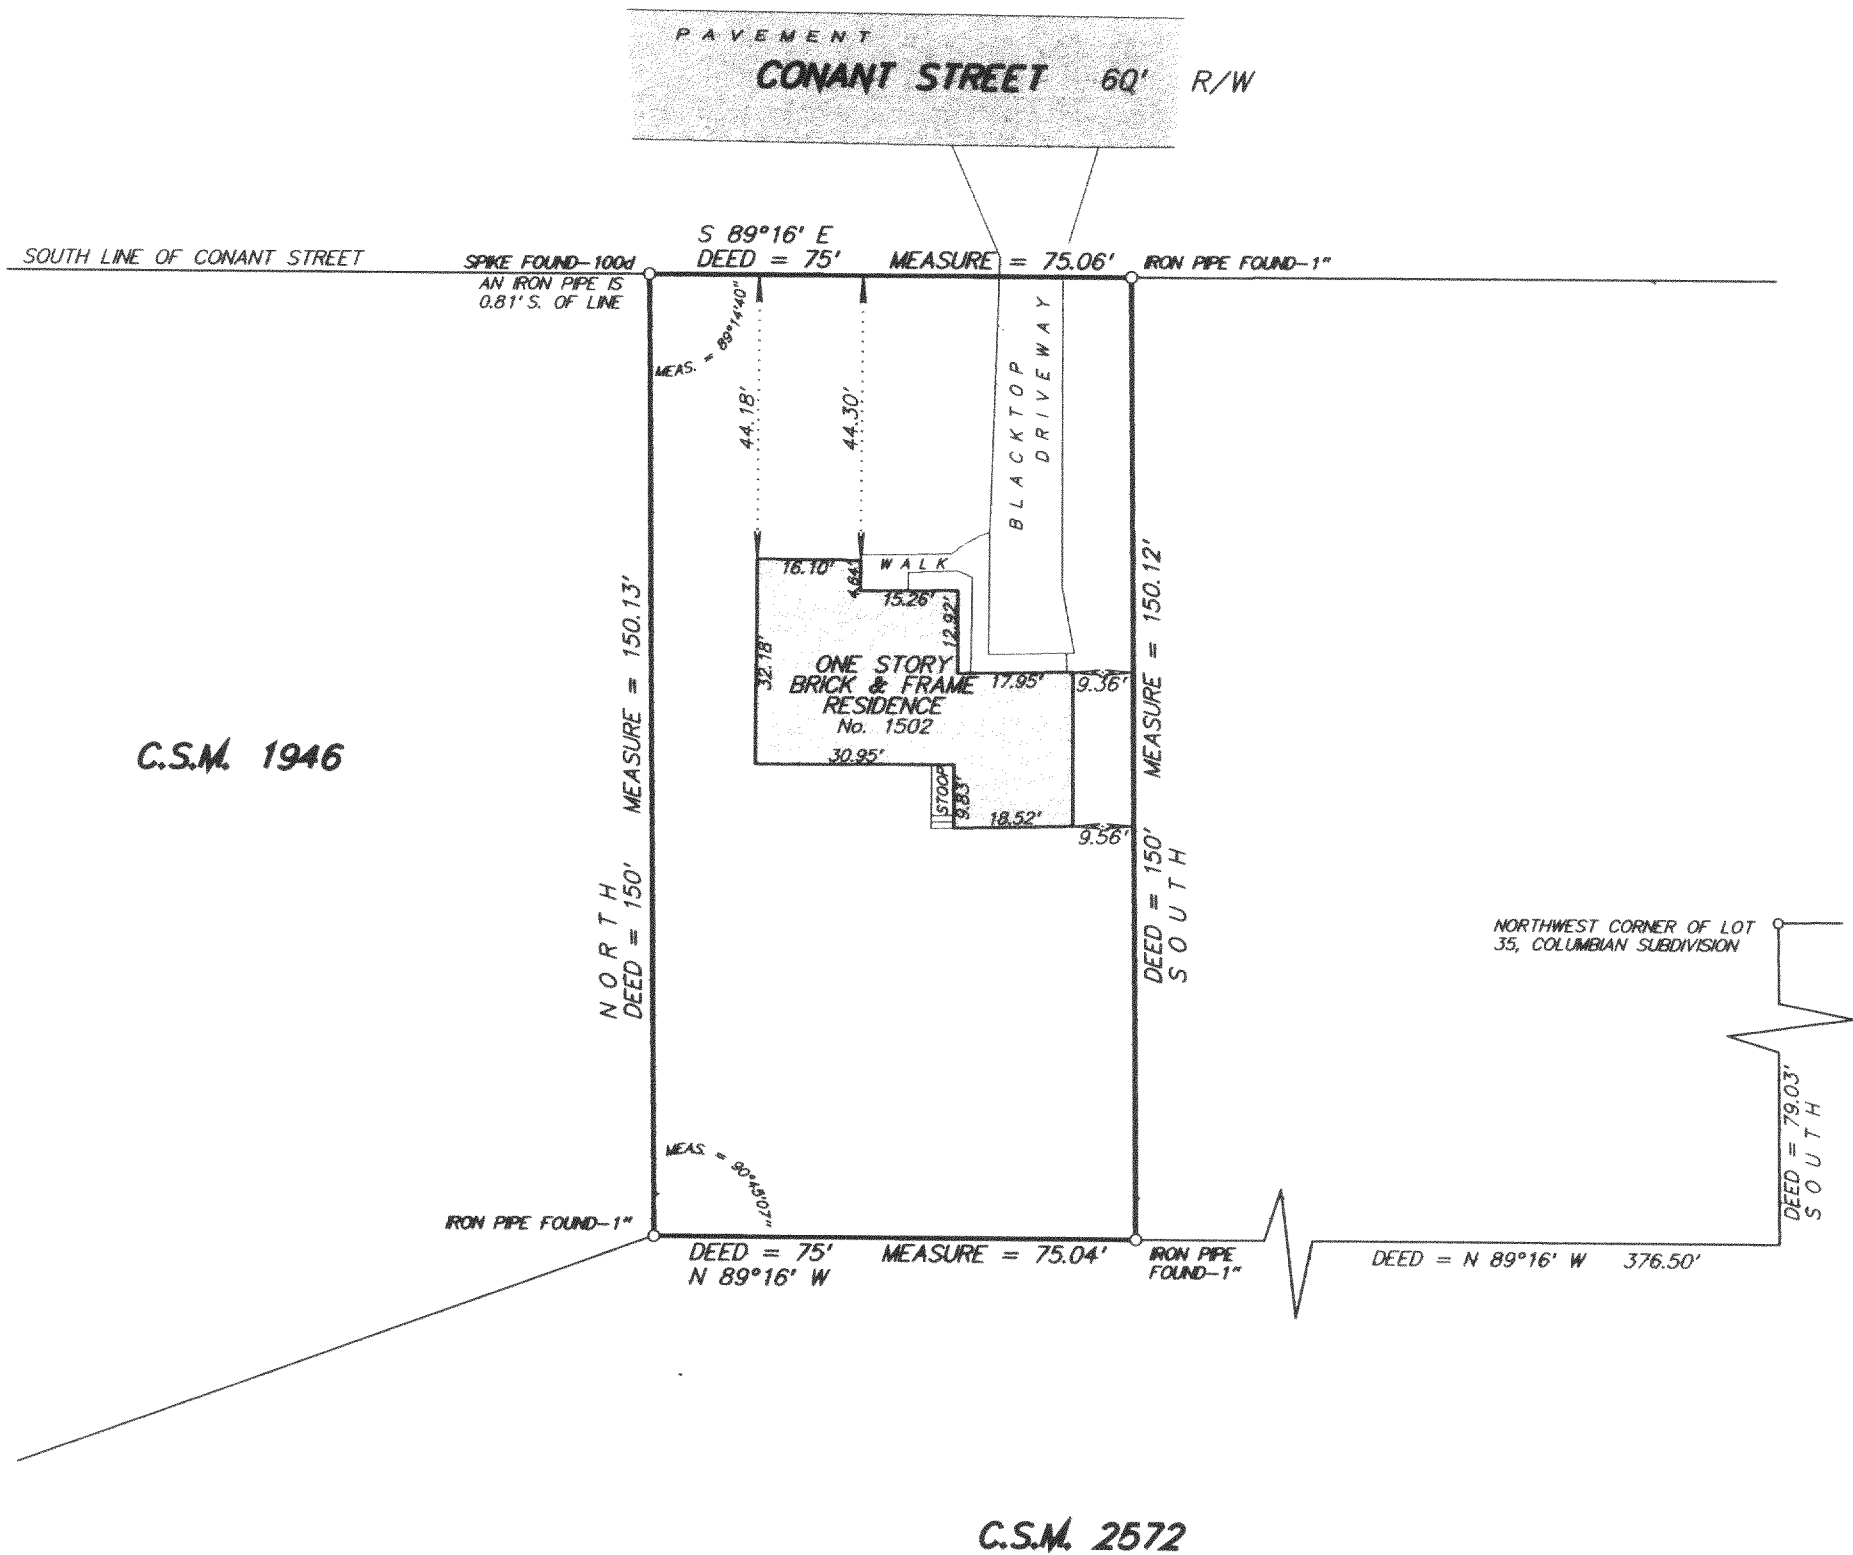 PAVEMENT
CONANT STREET 60' R/W
SOUTH LINE OF CONANT STREET
SPIKE FOUND-100d
AN IRON PIPE IS
0.81' S. OF LINE
S 89°16' E
DEED = 75' MEASURE = 75.06'
IRON PIPE FOUND-1"
MEAS. = 89°14'40"
44.18'
44.30'
BLACKTOP
DRIVEWAY
WALK
16.10'
4.64'
15.26'
12.92'
32.18'
ONE STORY
BRICK & FRAME
RESIDENCE
No. 1502
17.95'
9.36'
30.95'
STOOP
9.83'
18.52'
9.56'
NORTH
DEED = 150' MEASURE = 150.13'
DEED = 150' MEASURE = 150.12'
SOUTH
C.S.M. 1946
NORTHWEST CORNER OF LOT
35, COLUMBIAN SUBDIVISION
DEED = 79.03'
SOUTH
MEAS. = 90°45'07"
IRON PIPE FOUND-1"
DEED = 75' MEASURE = 75.04'
N 89°16' W
IRON PIPE
FOUND-1"
DEED = N 89°16' W 376.50'
C.S.M. 2572